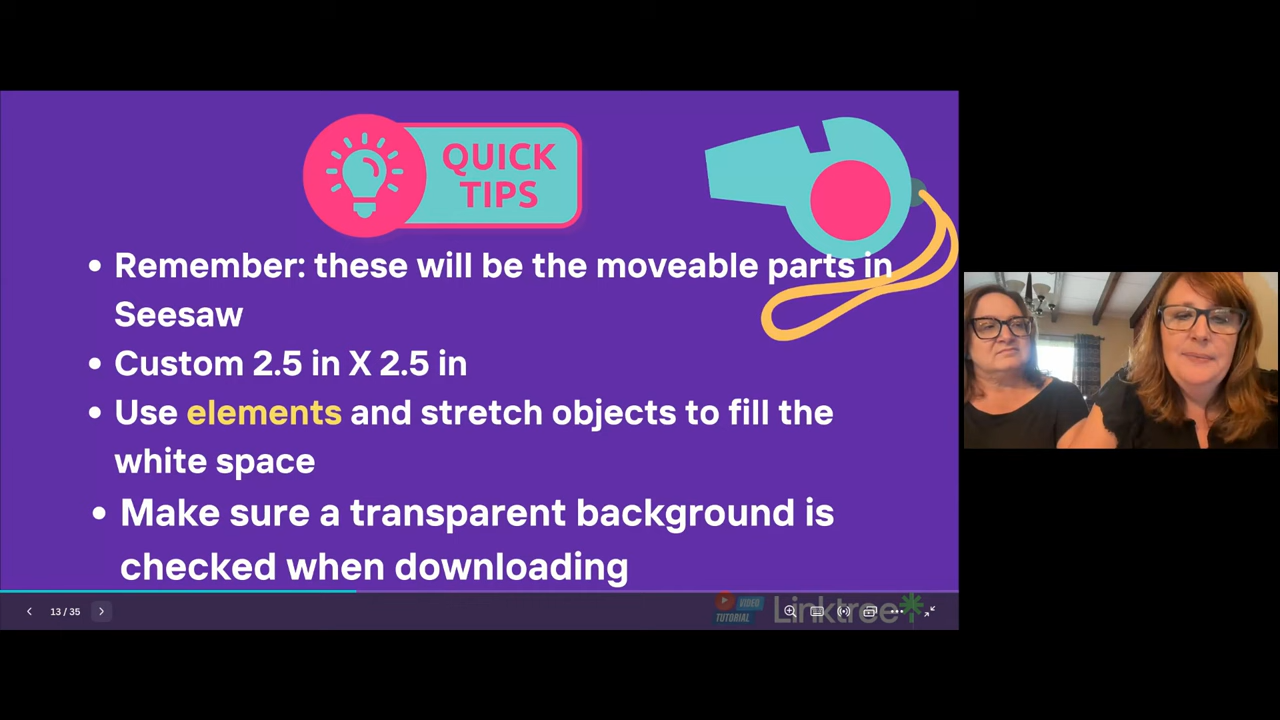 QUICK
TIPS
• Remember: these will be the moveable parts in
Seesaw
• Custom 2.5 in X 2.5 in
• Use elements and stretch objects to fill the
white space
• Make sure a transparent background is
checked when downloading
13 / 35
VIDEO
TUTORIAL
Linktree